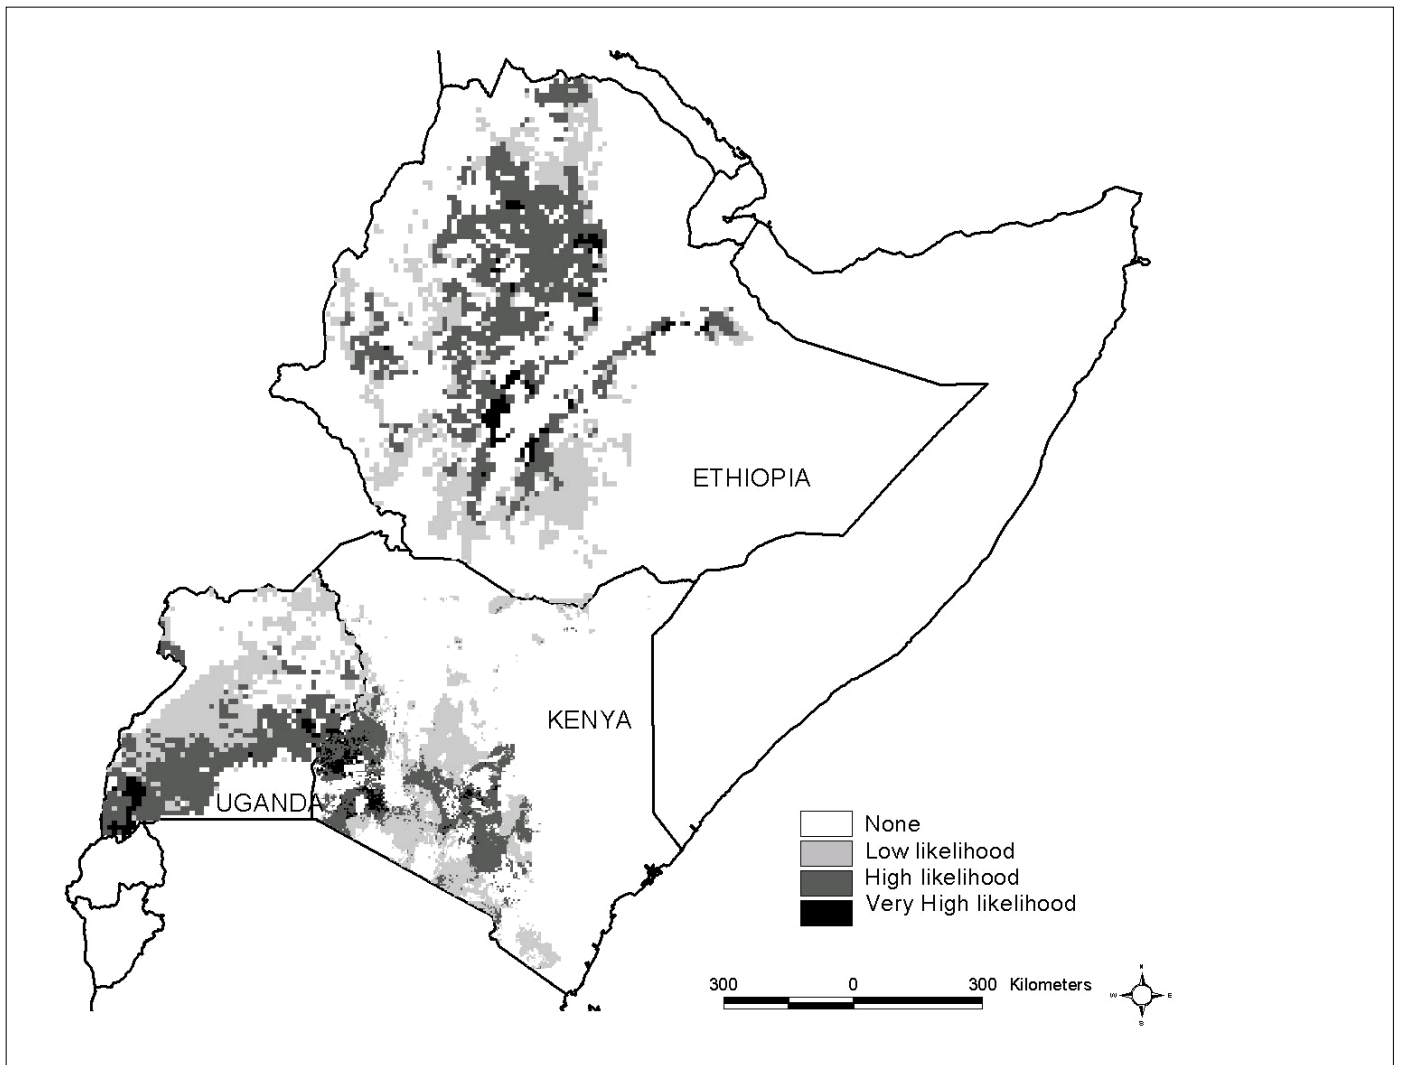 ETHIOPIA
KENYA
UGANDA
None
Low likelihood
High likelihood
Very High likelihood
300 0 300 Kilometers
N
W E
S